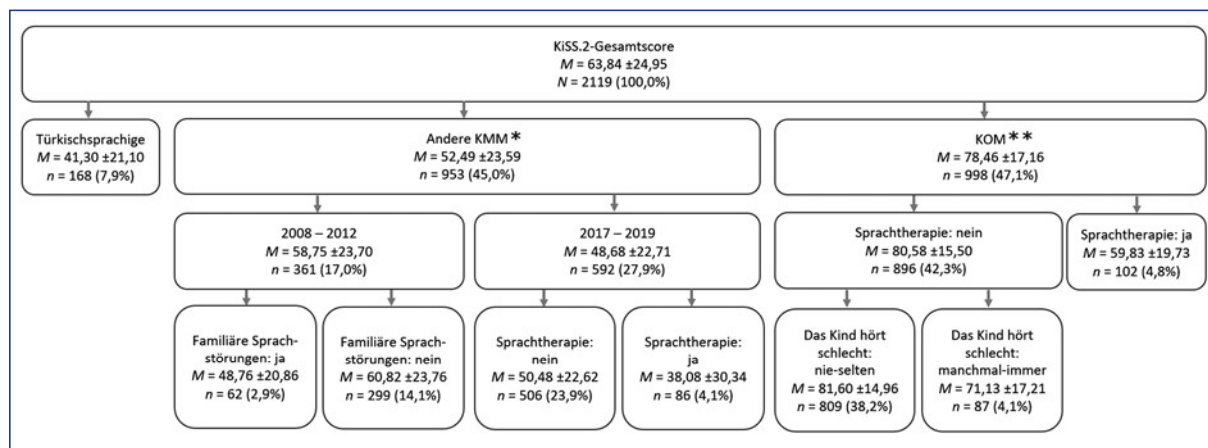 KiSS.2-Gesamtscore
M = 63,84 ±24,95
N = 2119 (100,0%)
Türkischsprachige
M = 41,30 ±21,10
n = 168 (7,9%)
Andere KMM *
M = 52,49 ±23,59
n = 953 (45,0%)
KOM **
M = 78,46 ±17,16
n = 998 (47,1%)
2008 – 2012
M = 58,75 ±23,70
n = 361 (17,0%)
2017 – 2019
M = 48,68 ±22,71
n = 592 (27,9%)
Sprachtherapie: nein
M = 80,58 ±15,50
n = 896 (42,3%)
Sprachtherapie: ja
M = 59,83 ±19,73
n = 102 (4,8%)
Familiäre Sprach-
störungen: ja
M = 48,76 ±20,86
n = 62 (2,9%)
Familiäre Sprach-
störungen: nein
M = 60,82 ±23,76
n = 299 (14,1%)
Sprachtherapie:
nein
M = 50,48 ±22,62
n = 506 (23,9%)
Sprachtherapie:
ja
M = 38,08 ±30,34
n = 86 (4,1%)
Das Kind hört
schlecht:
nie-selten
M = 81,60 ±14,96
n = 809 (38,2%)
Das Kind hört
schlecht:
manchmal-immer
M = 71,13 ±17,21
n = 87 (4,1%)